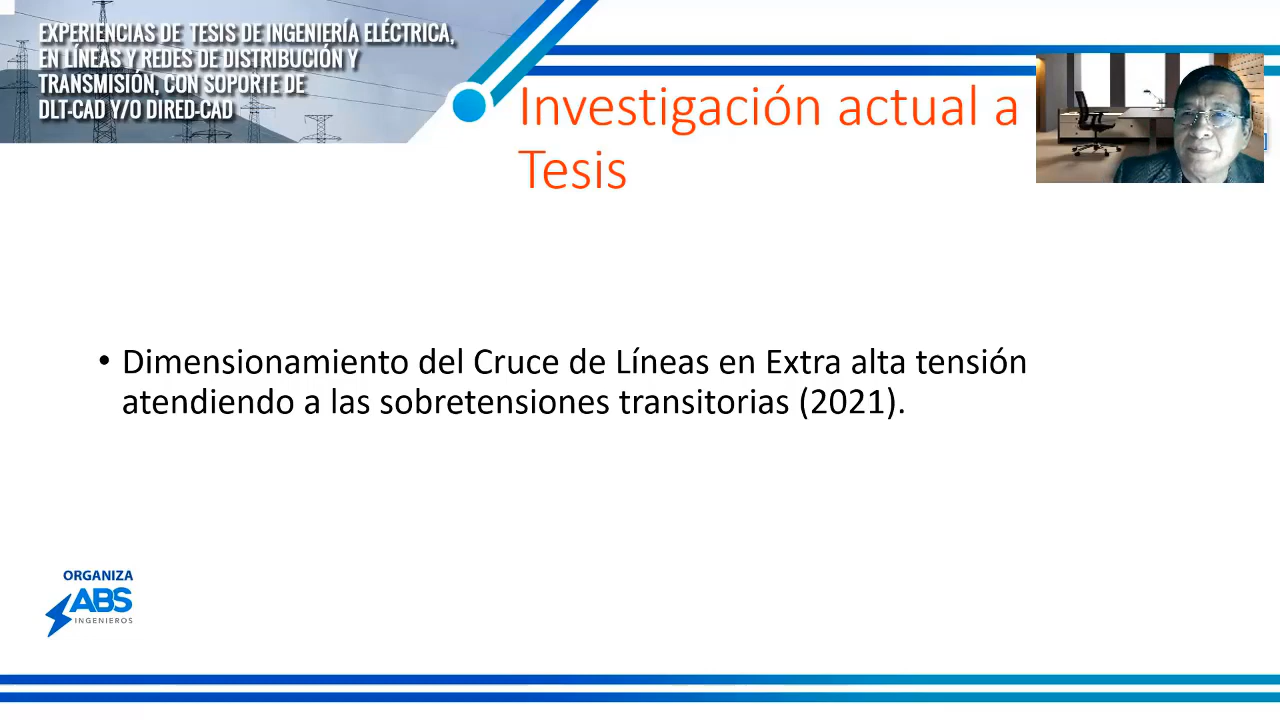 EXPERIENCIAS DE TESIS DE INGENIERÍA ELÉCTRICA,
EN LÍNEAS Y REDES DE DISTRIBUCIÓN Y
TRANSMISIÓN, CON SOPORTE DE
DLT-CAD Y/O DIRED-CAD
Investigación actual a
Tesis
• Dimensionamiento del Cruce de Líneas en Extra alta tensión
atendiendo a las sobretensiones transitorias (2021).
ORGANIZA
ABS
INGENIEROS